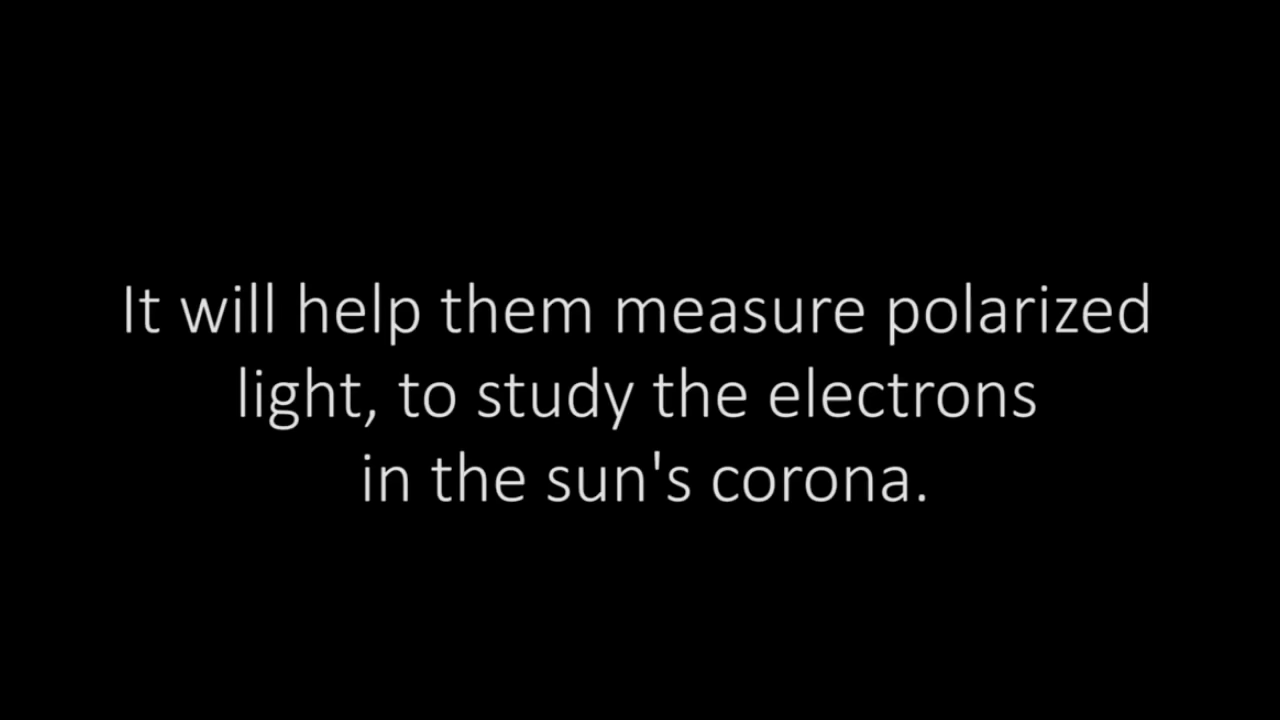 It will help them measure polarized
light, to study the electrons
in the sun's corona.